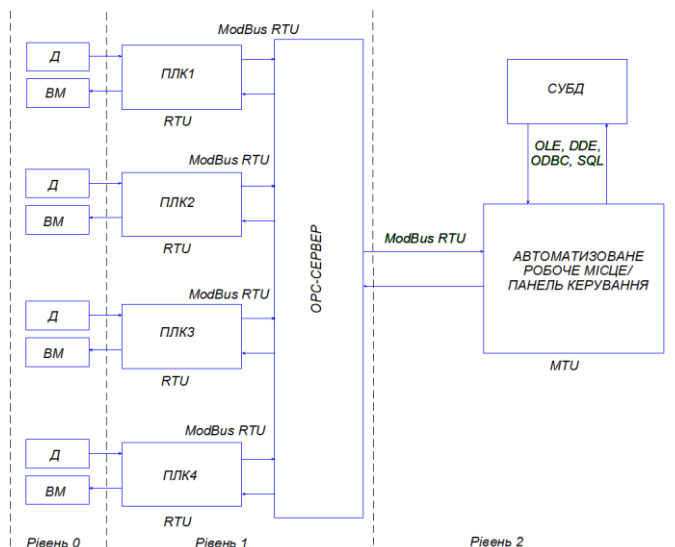 ModBus RTU
Д
ВМ
ПЛК1
RTU
ModBus RTU
Д
ВМ
ПЛК2
RTU
ModBus RTU
Д
ВМ
ПЛК3
RTU
ModBus RTU
Д
ВМ
ПЛК4
RTU
ОРС-СЕРВЕР
ModBus RTU
СУБД
OLE, DDE,
ODBC, SQL
АВТОМАТИЗОВАНЕ
РОБОЧЕ МІСЦЕ/
ПАНЕЛЬ КЕРУВАННЯ
MTU
Рівень 0
Рівень 1
Рівень 2